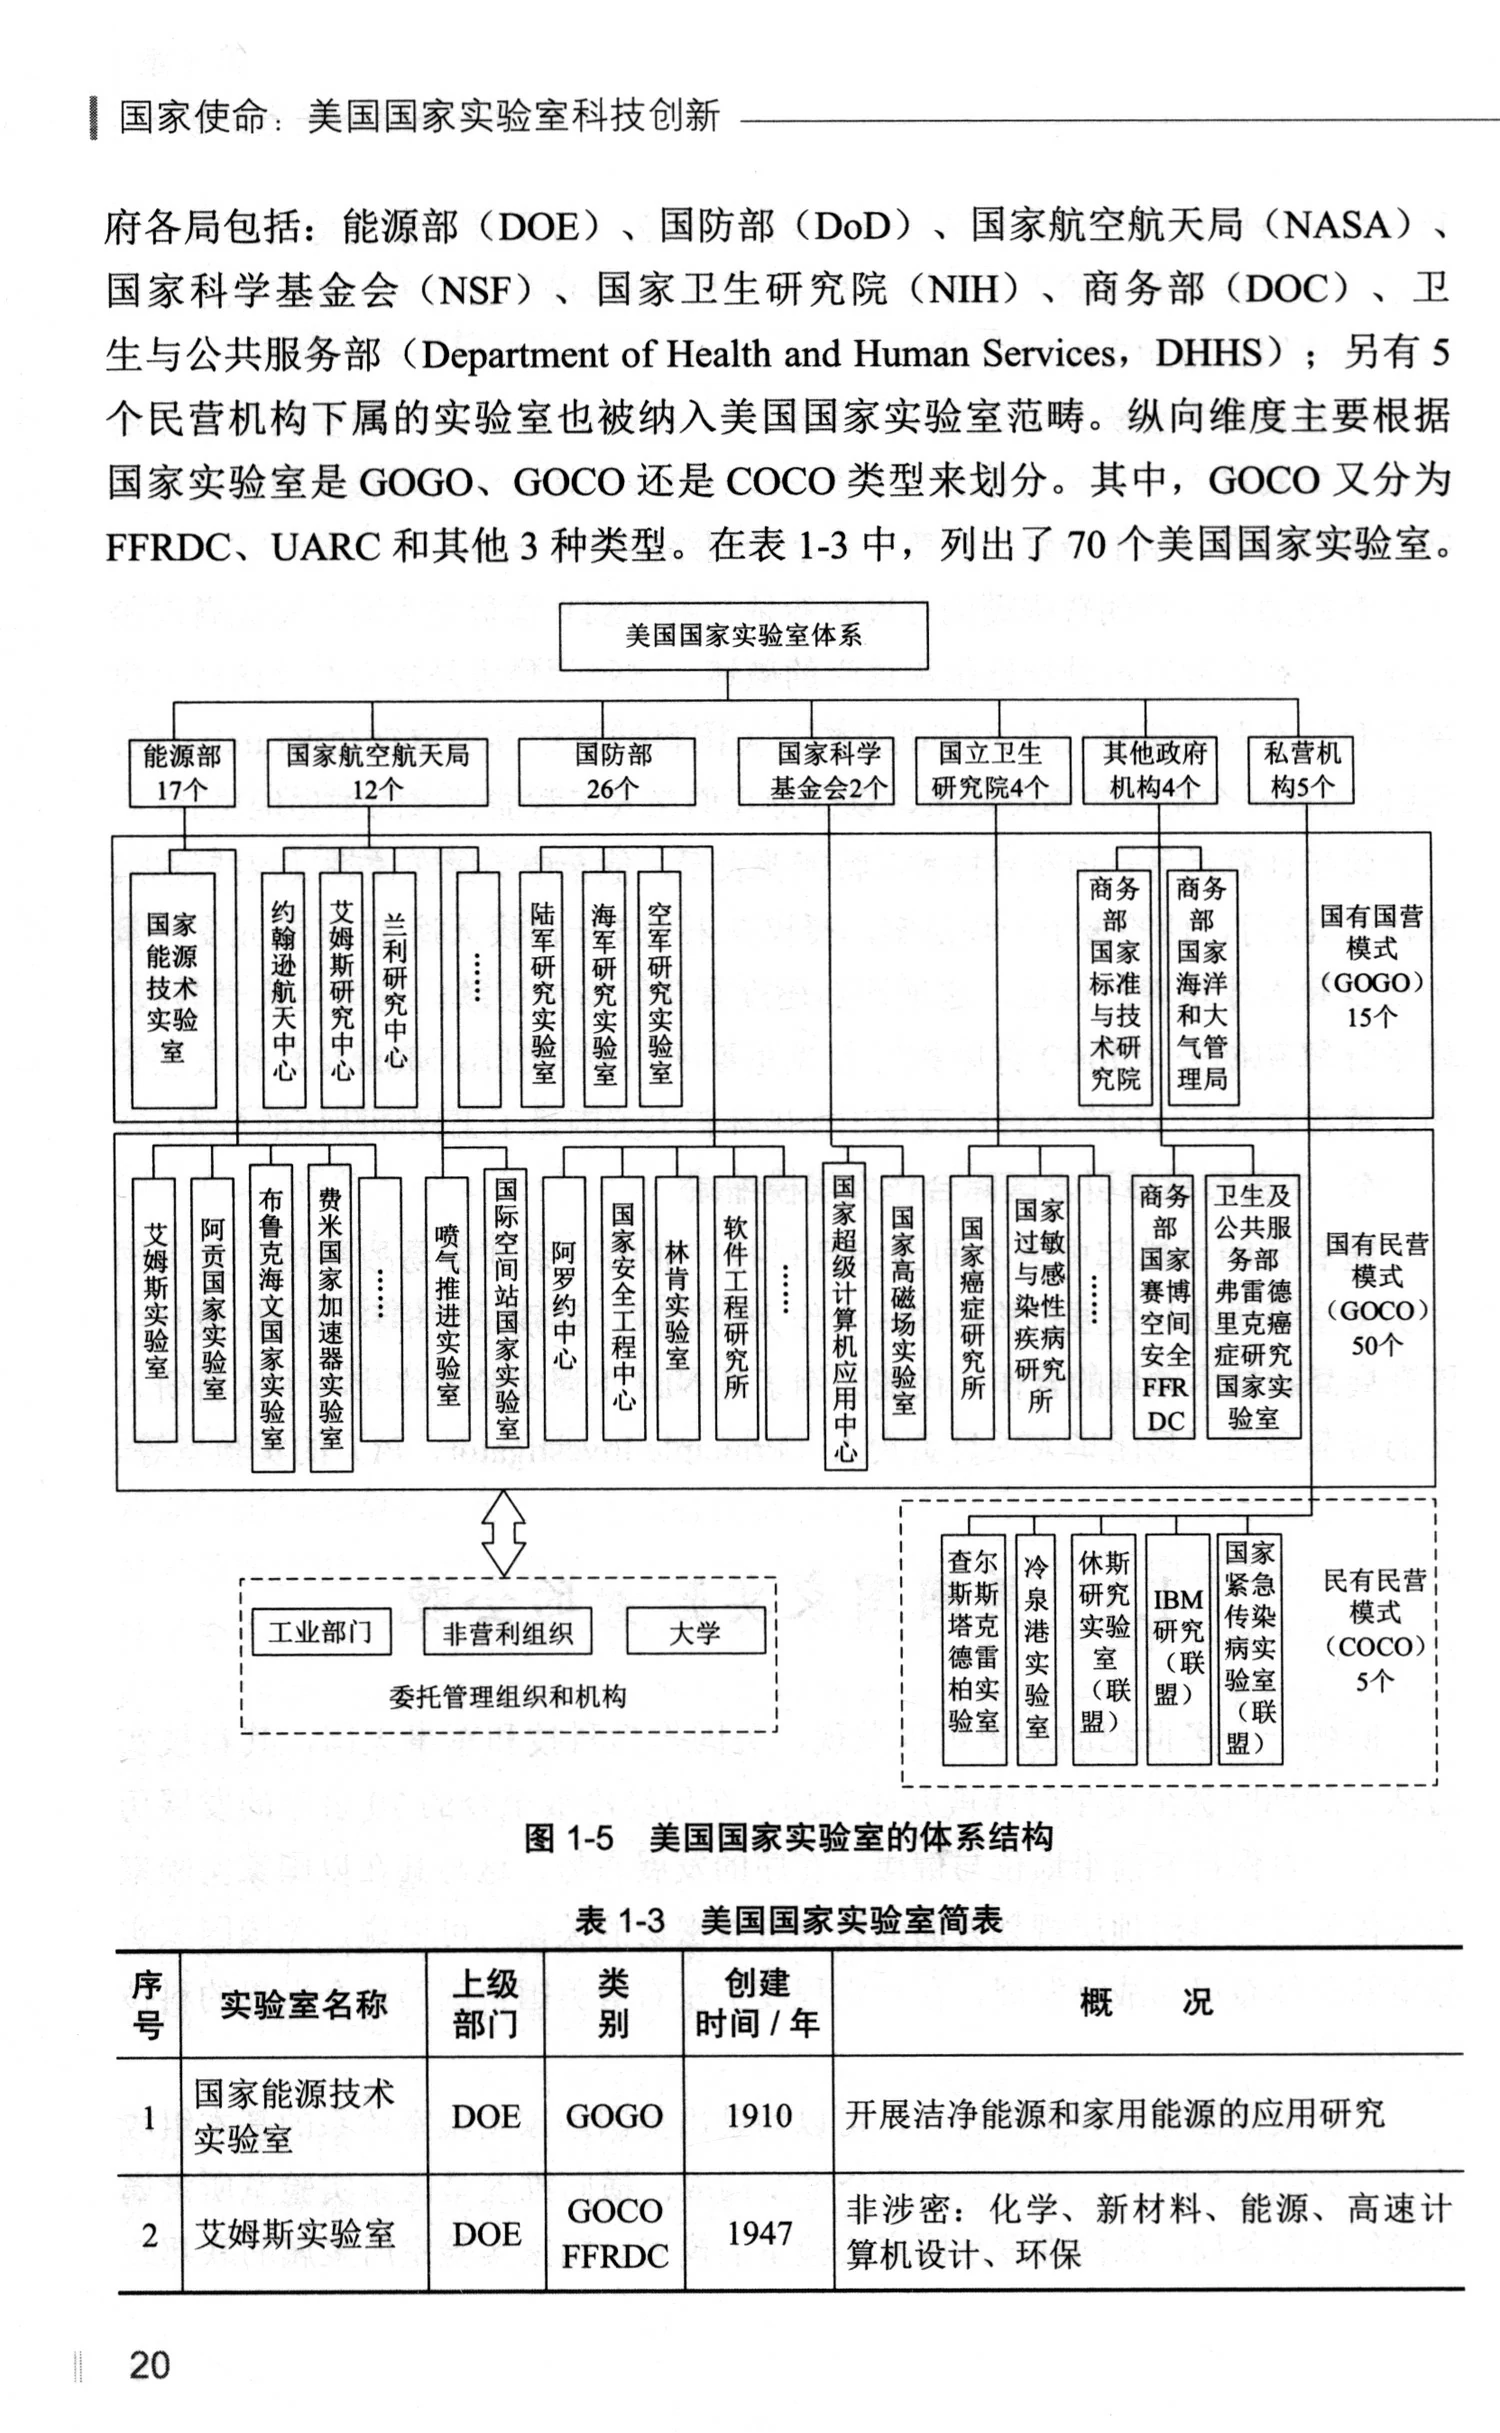 国家使命：美国国家实验室科技创新
府各局包括：能源部（DOE）、国防部（DoD）、国家航空航天局（NASA）、
国家科学基金会（NSF）、国家卫生研究院（NIH）、商务部（DOC）、卫
生与公共服务部（Department of Health and Human Services，DHHS）；另有 5
个民营机构下属的实验室也被纳入美国国家实验室范畴。纵向维度主要根据
国家实验室是 GOGO、GOCO 还是 COCO 类型来划分。其中，GOCO 又分为
FFRDC、UARC 和其他 3 种类型。在表 1-3 中，列出了 70 个美国国家实验室。
美国国家实验室体系
能源部
17个
国家航空航天局
12个
国防部
26个
国家科学
基金会2个
国立卫生
研究院4个
其他政府
机构4个
私营机
构5个
国家
能源
技术
实验
室
约翰逊航天中心
艾姆斯研究中心
兰利研究中心
……
陆军研究实验室
海军研究实验室
空军研究实验室
商务
部
国家
标准
与技
术研
究院
商务
部
国家
海洋
和大
气管
理局
国有国营
模式
（GOGO）
15个
艾姆斯实验室
阿贡国家实验室
布鲁克海文国家实验室
费米国家加速器实验室
……
喷气推进实验室
国际空间站国家实验室
阿罗约中心
国家安全工程中心
林肯实验室
软件工程研究所
……
国家超级计算机应用中心
国家高磁场实验室
国家癌症研究所
国家
过敏
与感
染性
疾病
研究
所
……
商务
部
国家
赛博
空间
安全
FFR
DC
卫生及
公共服
务部
弗雷德
里克癌
症研究
国家实
验室
国有民营
模式
（GOCO）
50个
工业部门
非营利组织
大学
委托管理组织和机构
查尔
斯斯
塔克
德雷
柏实
验室
冷泉港实验室
休斯
研究
实验
室
（联
盟）
IBM
研究
（联
盟）
国家
紧急
传染
病实
验室
（联
盟）
民有民营
模式
（COCO）
5个
图 1-5 美国国家实验室的体系结构
表 1-3 美国国家实验室简表
序号 实验室名称 上级部门 类别 创建时间 / 年 概 况
1 国家能源技术实验室 DOE GOGO 1910 开展洁净能源和家用能源的应用研究
2 艾姆斯实验室 DOE GOCO FFRDC 1947 非涉密：化学、新材料、能源、高速计
算机设计、环保
20